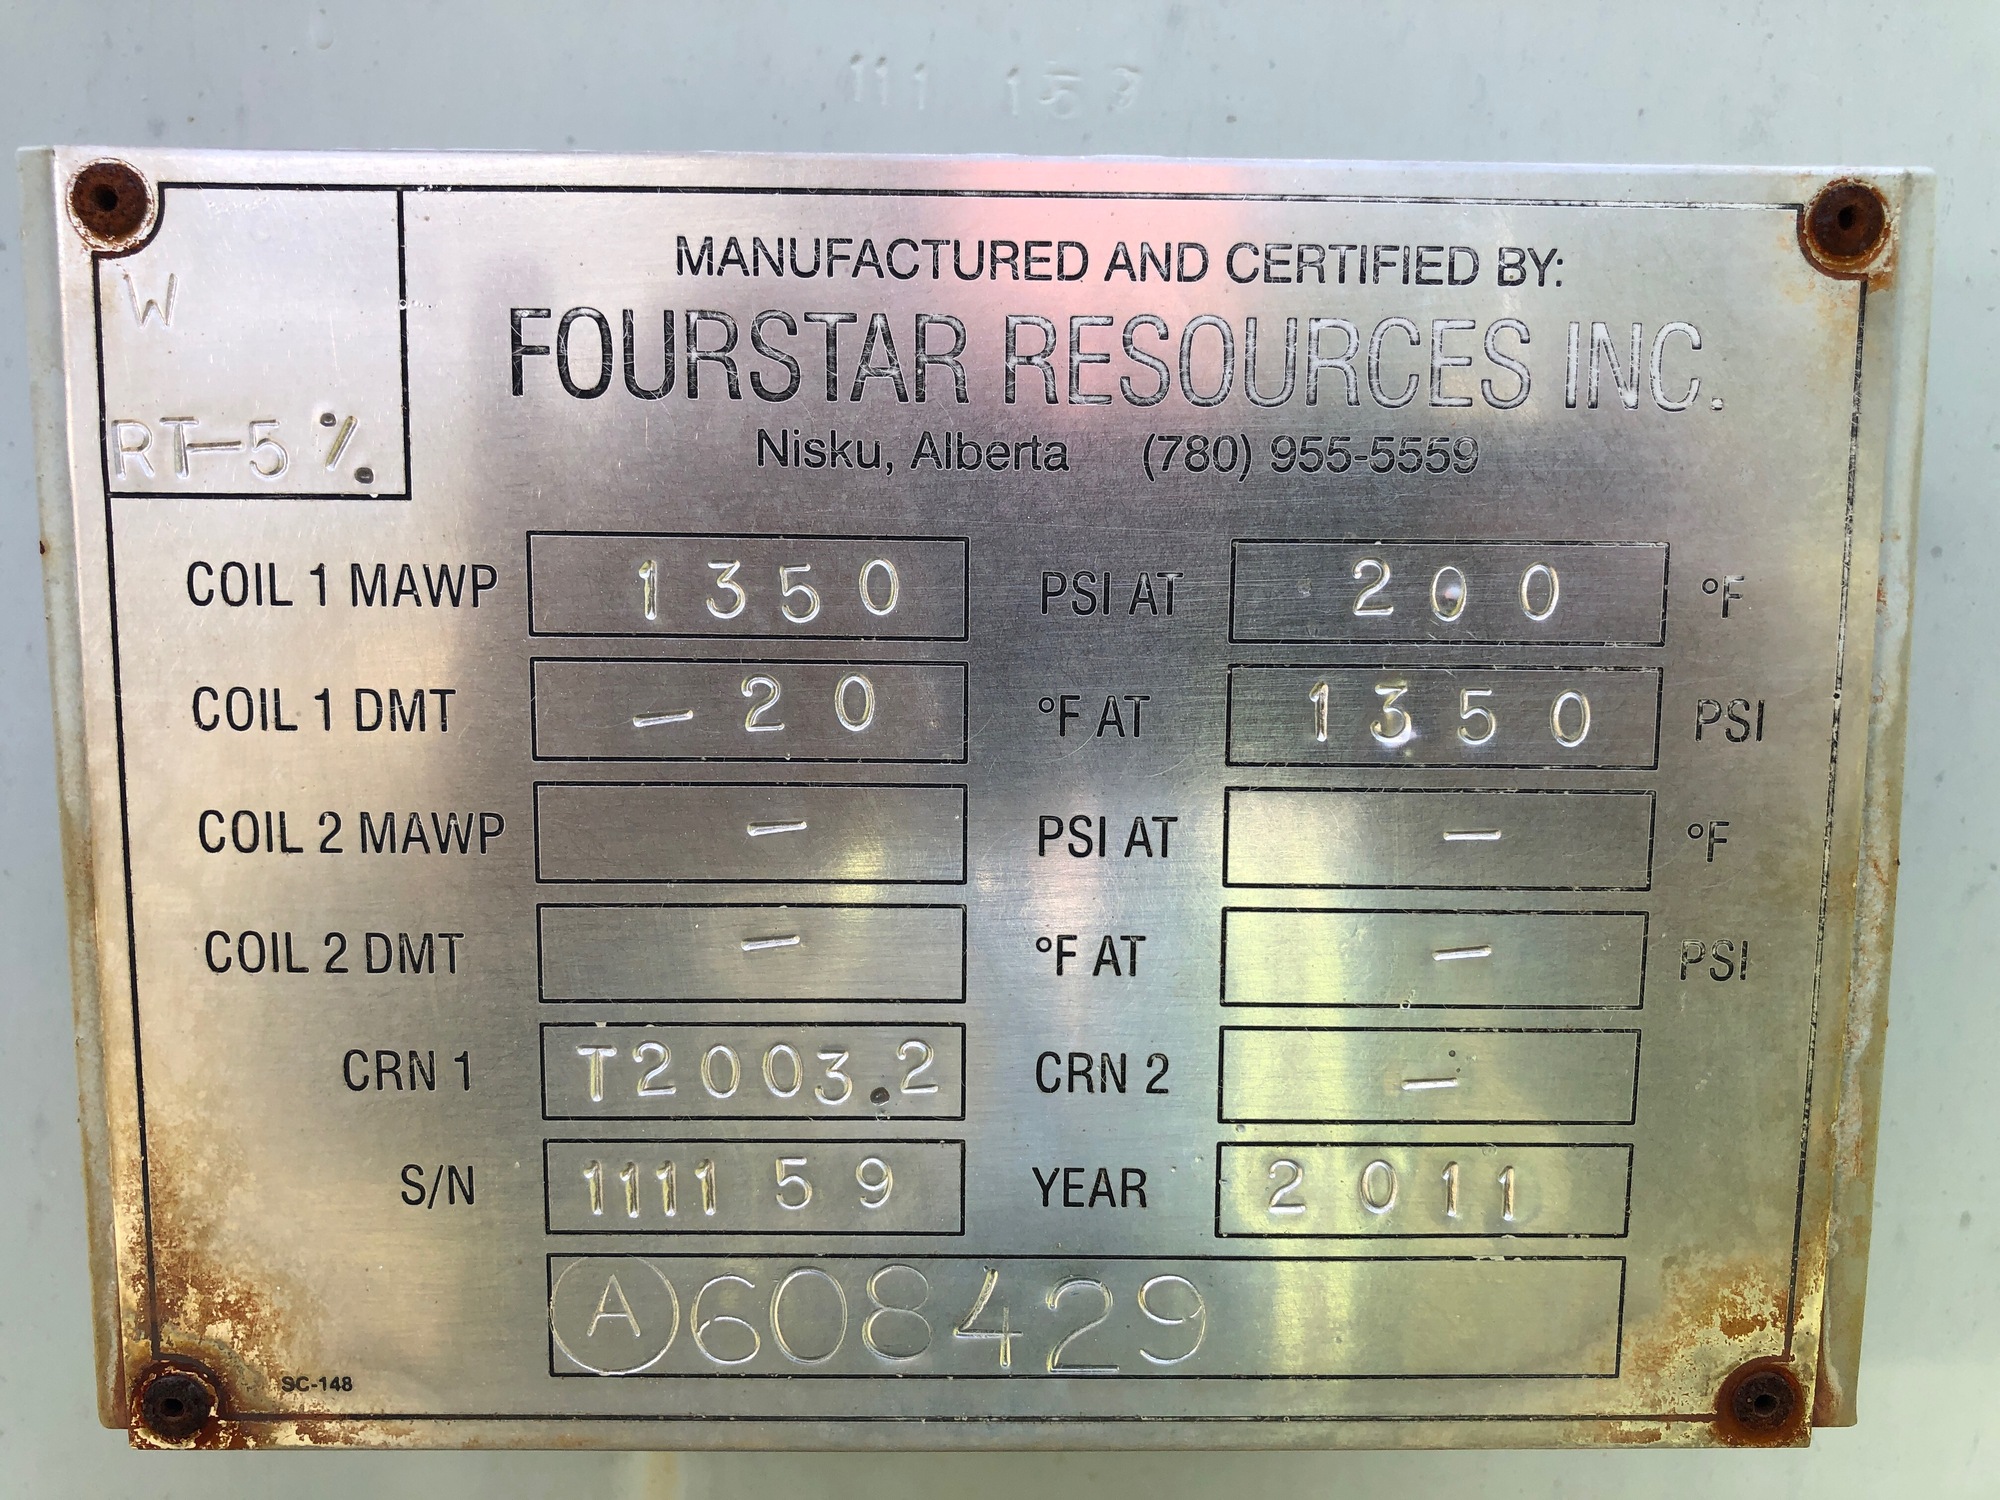 111 159
MANUFACTURED AND CERTIFIED BY:
FOURSTAR RESOURCES INC.
Nisku, Alberta (780) 955-5559
W
RT-5%
COIL 1 MAWP 1350 PSI AT 200 °F
COIL 1 DMT -20 °F AT 1350 PSI
COIL 2 MAWP - PSI AT - °F
COIL 2 DMT - °F AT - PSI
CRN 1 T2003.2 CRN 2 -
S/N 111159 YEAR 2011
A608429
SC-148